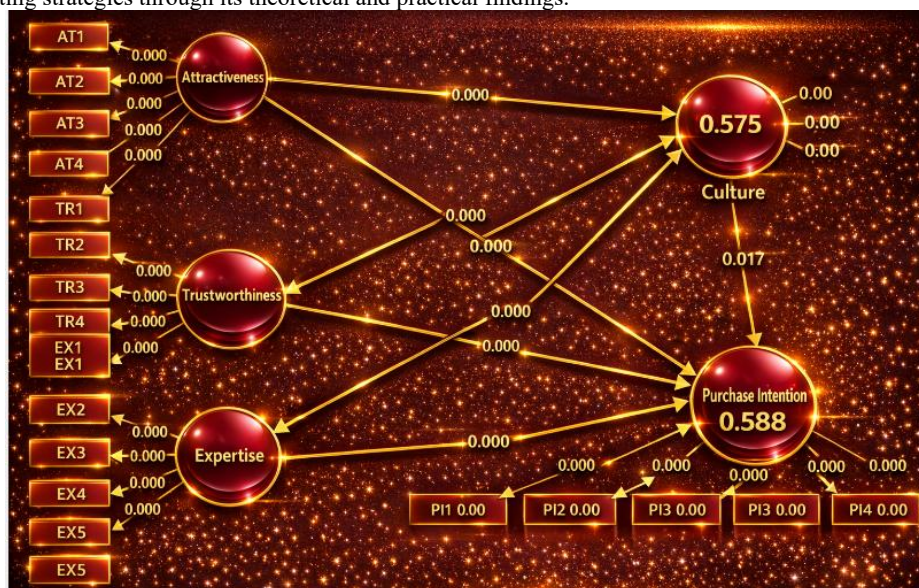 ting strategies through its theoretical and practical findings.
AT1
0.000
AT2
0.000
AT3
0.000
0.000
AT4
0.000
TR1
Attractiveness
0.000
0.575
0.00
0.00
0.00
Culture
0.000
0.000
0.017
TR2
0.000
TR3
0.000
TR4
0.000
EX1
EX1
0.000
Trustworthiness
0.000
0.000
Purchase Intention
0.588
EX2
0.000
EX3
0.000
EX4
0.000
EX5
0.000
EX5
Expertise
0.000
0.000
0.000
0.000
0.000
0.000
PI1 0.00
PI2 0.00
PI3 0.00
PI3 0.00
PI4 0.00